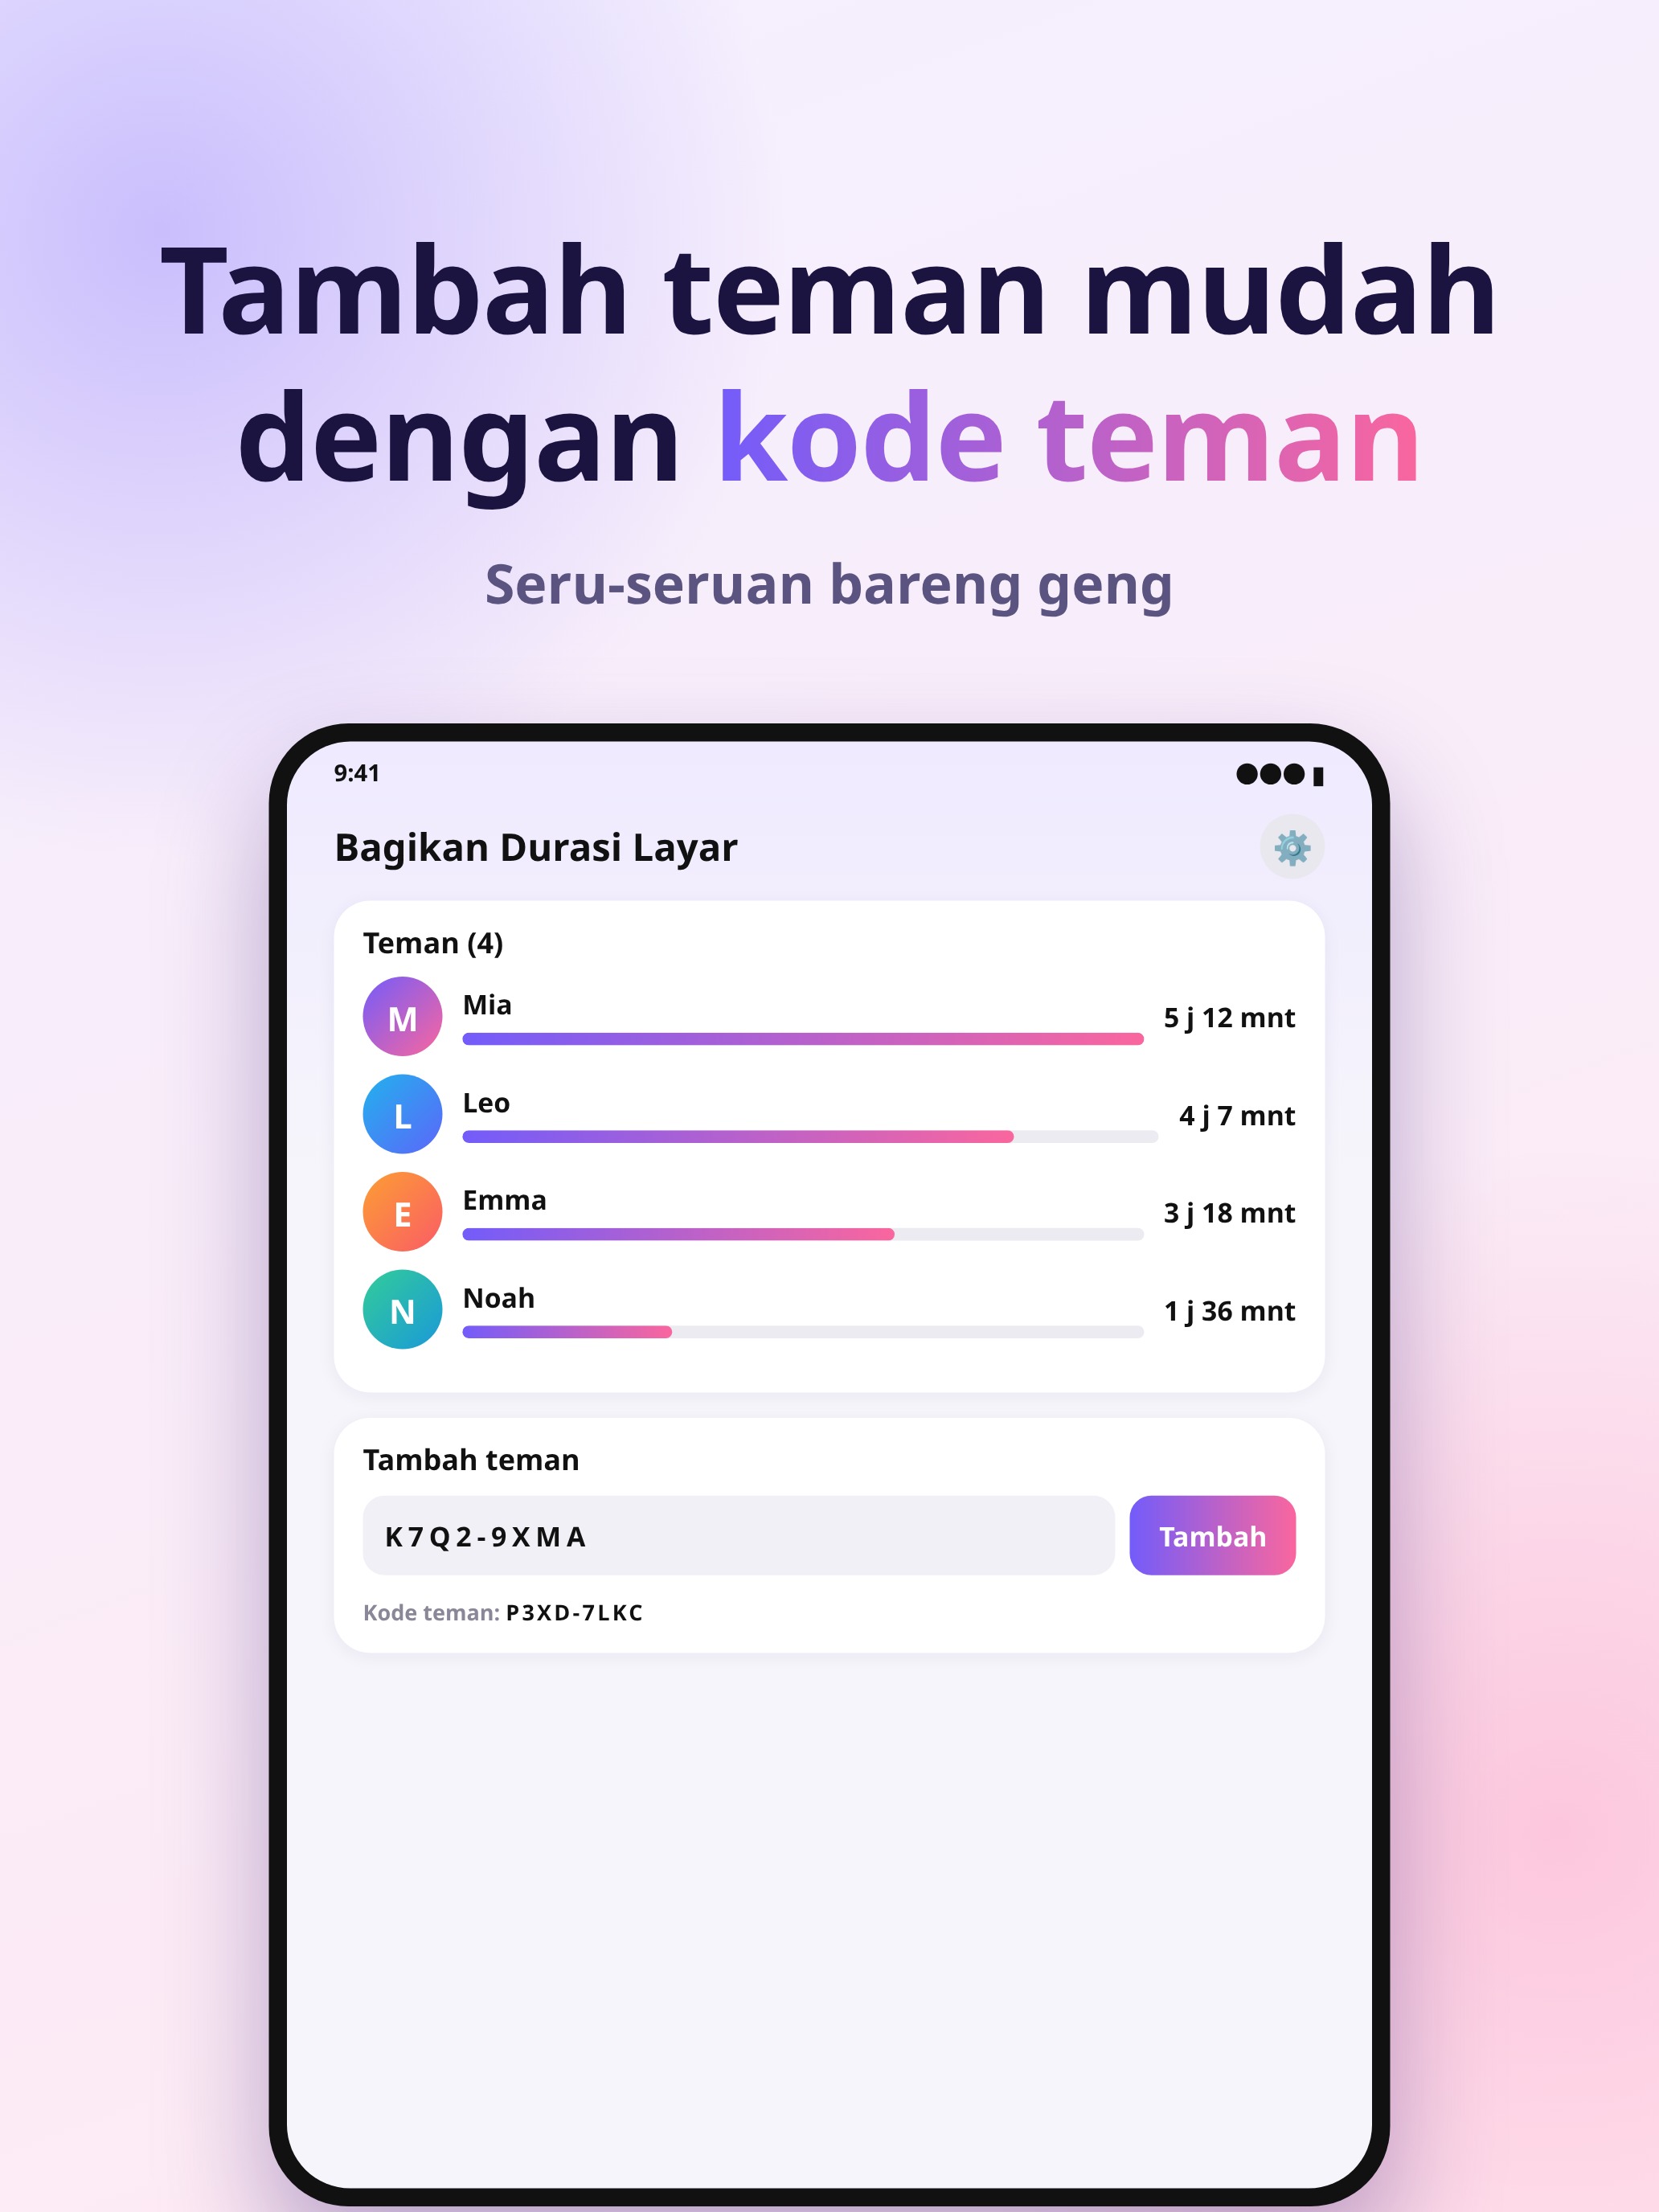 Tambah teman mudah
dengan kode teman
Seru-seruan bareng geng
9:41
Bagikan Durasi Layar
Teman (4)
M
Mia
5 j 12 mnt
L
Leo
4 j 7 mnt
E
Emma
3 j 18 mnt
N
Noah
1 j 36 mnt
Tambah teman
K7Q2-9XMA
Tambah
Kode teman: P3XD-7LKC